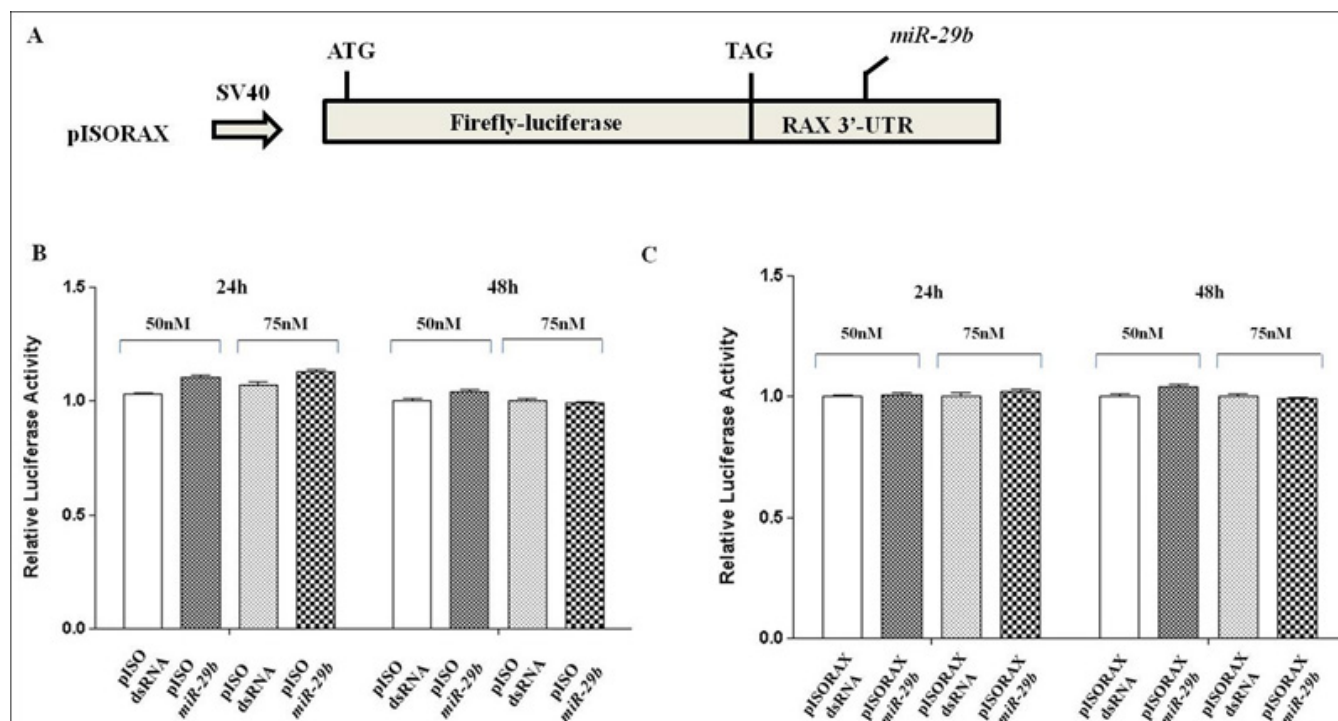 A
ATG
TAG
miR-29b
SV40
pISORAX
Firefly-luciferase
RAX 3'-UTR
B
24h
48h
50nM
75nM
50nM
75nM
Relative Luciferase Activity
1.5
1.0
0.5
0.0
pISO
dsRNA
pISO
miR-29b
pISO
dsRNA
pISO
miR-29b
pISO
dsRNA
pISO
miR-29b
pISO
dsRNA
pISO
miR-29b
C
24h
48h
50nM
75nM
50nM
75nM
Relative Luciferase Activity
1.5
1.0
0.5
0.0
pISORAX
dsRNA
pISORAX
miR-29b
pISORAX
dsRNA
pISORAX
miR-29b
pISORAX
dsRNA
pISORAX
miR-29b
pISORAX
dsRNA
pISORAX
miR-29b